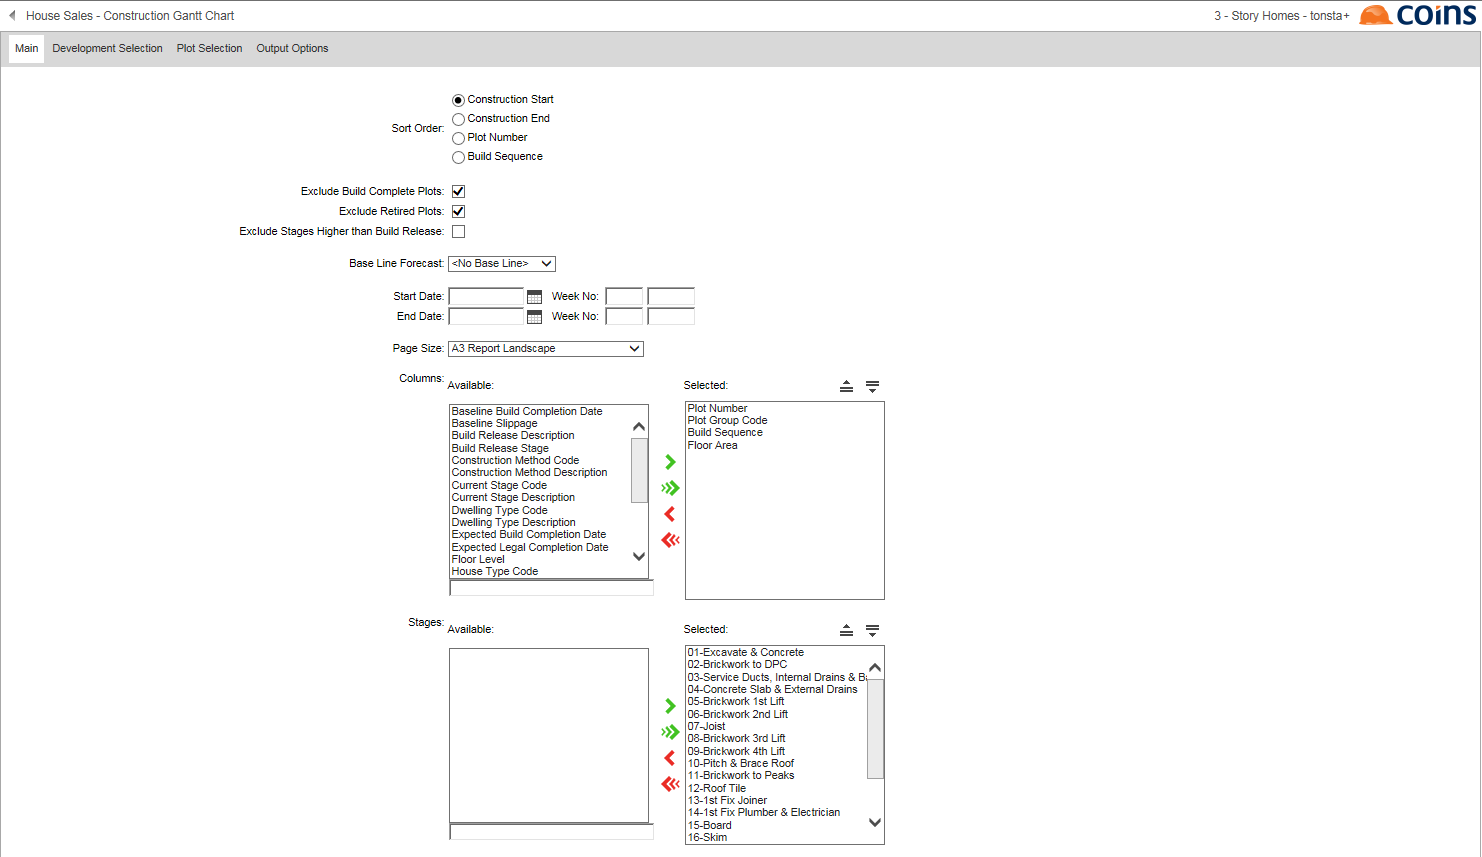 House Sales - Construction Gantt Chart
3 - Story Homes - tonsta+
coins
Main
Development Selection
Plot Selection
Output Options
Sort Order:
Construction Start
Construction End
Plot Number
Build Sequence
Exclude Build Complete Plots:
Exclude Retired Plots:
Exclude Stages Higher than Build Release:
Base Line Forecast: <No Base Line>
Start Date: Week No:
End Date: Week No:
Page Size: A3 Report Landscape
Columns:
Available:
Baseline Build Completion Date
Baseline Slippage
Build Release Description
Build Release Stage
Construction Method Code
Construction Method Description
Current Stage Code
Current Stage Description
Dwelling Type Code
Dwelling Type Description
Expected Build Completion Date
Expected Legal Completion Date
Floor Level
House Type Code
Selected:
Plot Number
Plot Group Code
Build Sequence
Floor Area
Stages:
Available:
Selected:
01-Excavate & Concrete
02-Brickwork to DPC
03-Service Ducts, Internal Drains &
04-Concrete Slab & External Drains
05-Brickwork 1st Lift
06-Brickwork 2nd Lift
07-Joist
08-Brickwork 3rd Lift
09-Brickwork 4th Lift
10-Pitch & Brace Roof
11-Brickwork to Peaks
12-Roof Tile
13-1st Fix Joiner
14-1st Fix Plumber & Electrician
15-Board
16-Skim